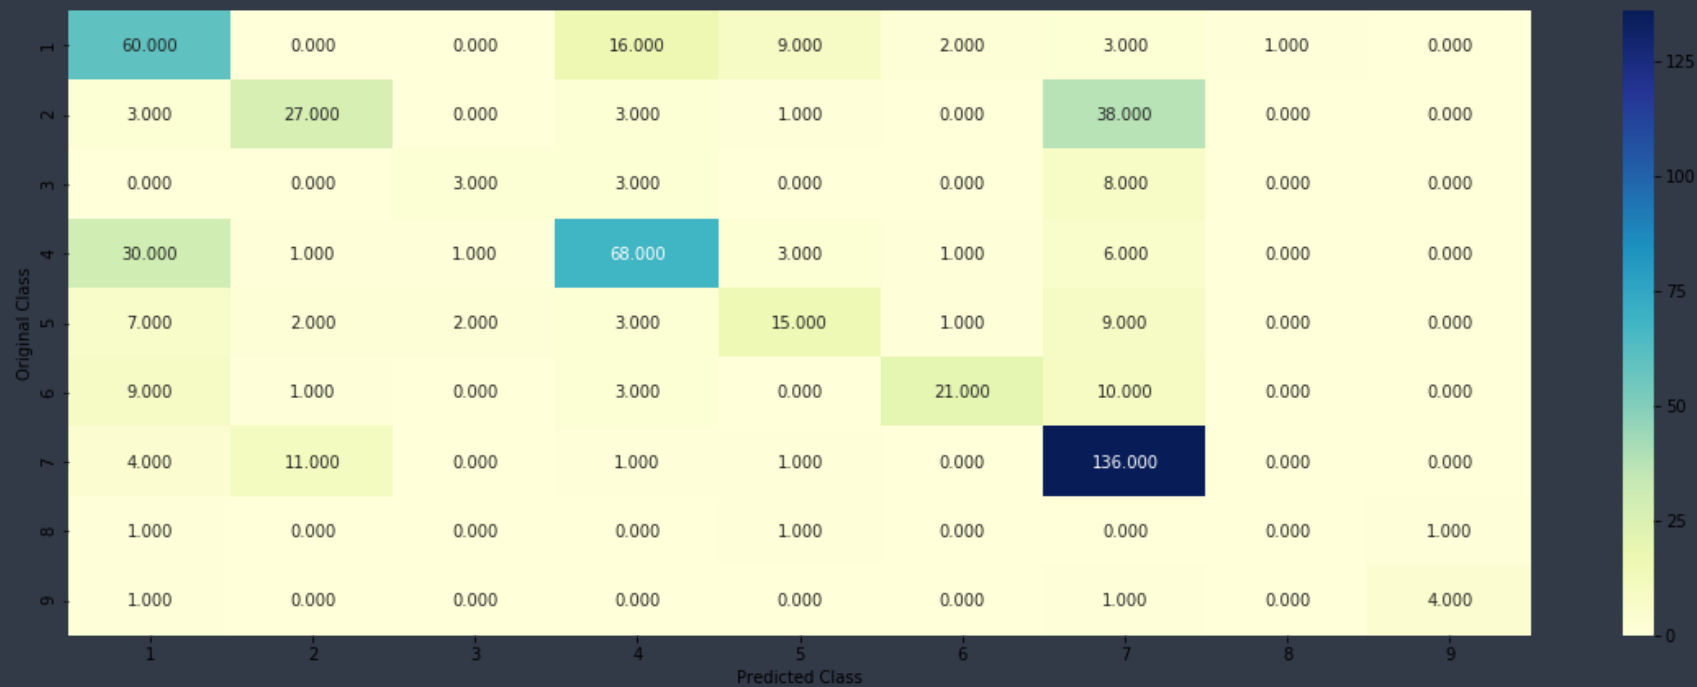 1 60.000 0.000 0.000 16.000 9.000 2.000 3.000 1.000 0.000
2 3.000 27.000 0.000 3.000 1.000 0.000 38.000 0.000 0.000
3 0.000 0.000 3.000 3.000 0.000 0.000 8.000 0.000 0.000
4 30.000 1.000 1.000 68.000 3.000 1.000 6.000 0.000 0.000
5 7.000 2.000 2.000 3.000 15.000 1.000 9.000 0.000 0.000
6 9.000 1.000 0.000 3.000 0.000 21.000 10.000 0.000 0.000
7 4.000 11.000 0.000 1.000 1.000 0.000 136.000 0.000 0.000
8 1.000 0.000 0.000 0.000 1.000 0.000 0.000 0.000 1.000
9 1.000 0.000 0.000 0.000 0.000 0.000 1.000 0.000 4.000
1 2 3 4 5 6 7 8 9
Predicted Class
Original Class
125
100
75
50
25
0